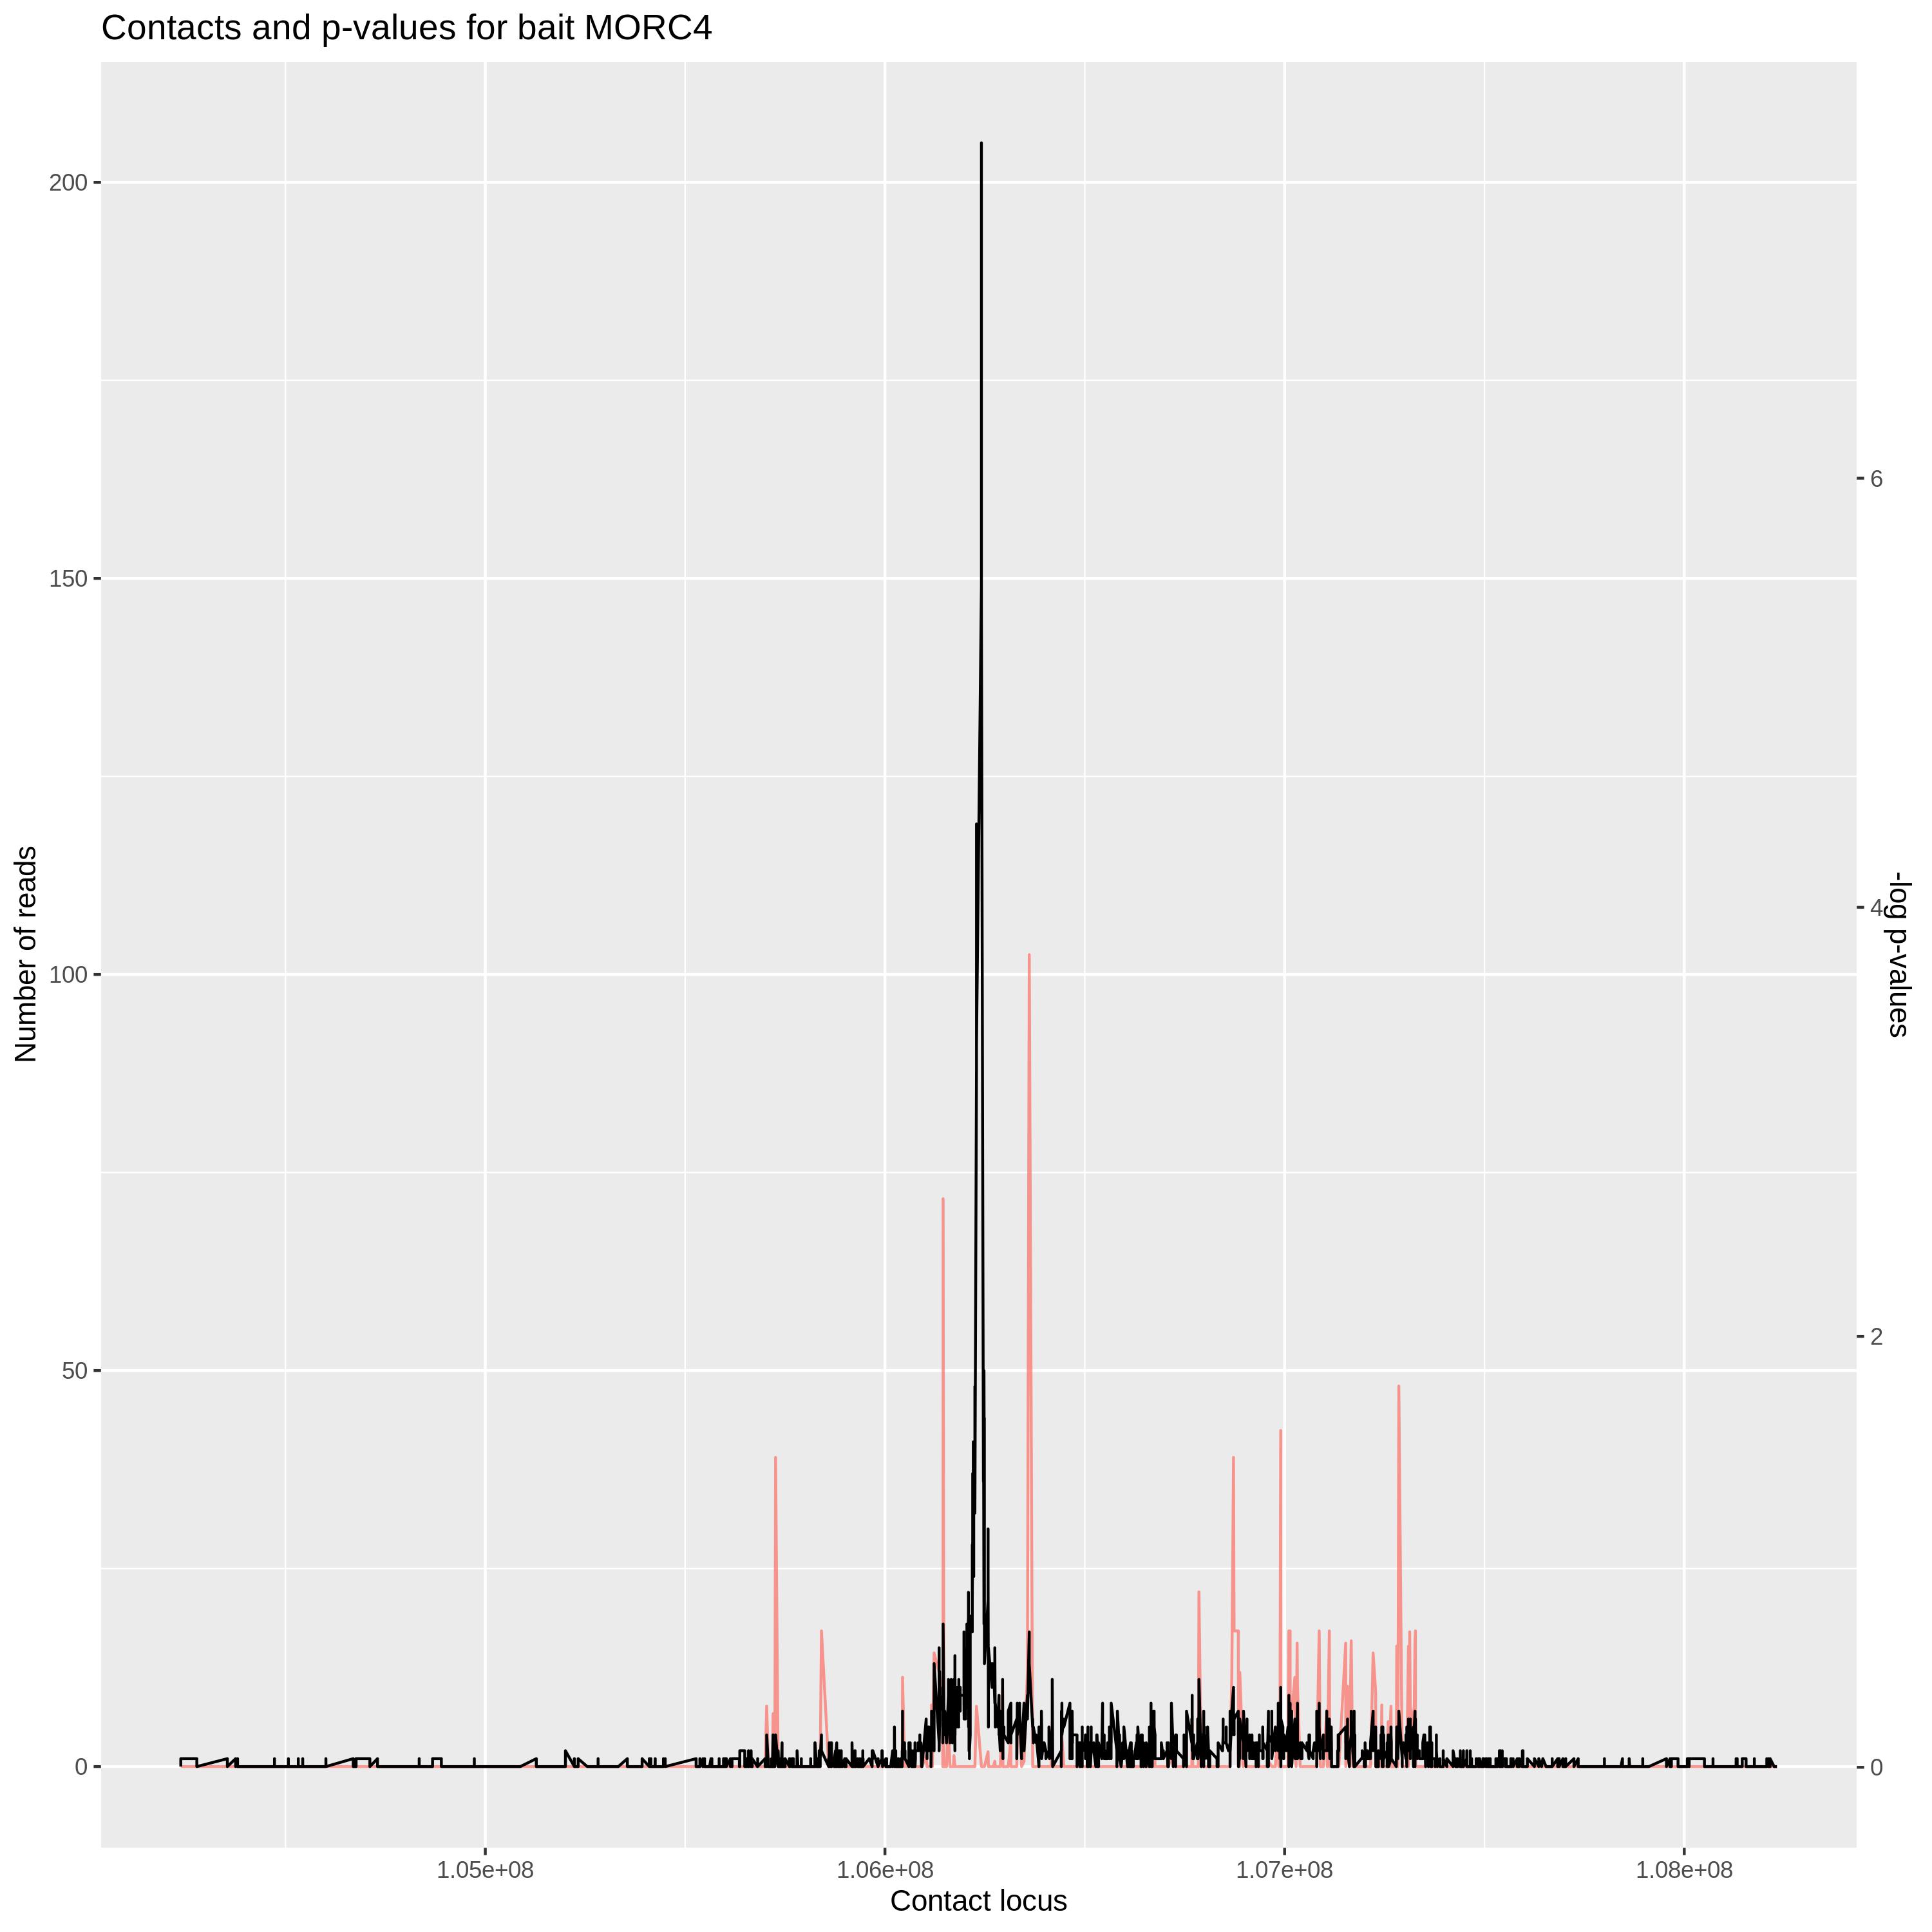 Contacts and p-values for bait MORC4
200
150
100
50
0
Number of reads
6
4
2
0
-log p-values
1.05e+08
1.06e+08
1.07e+08
1.08e+08
Contact locus